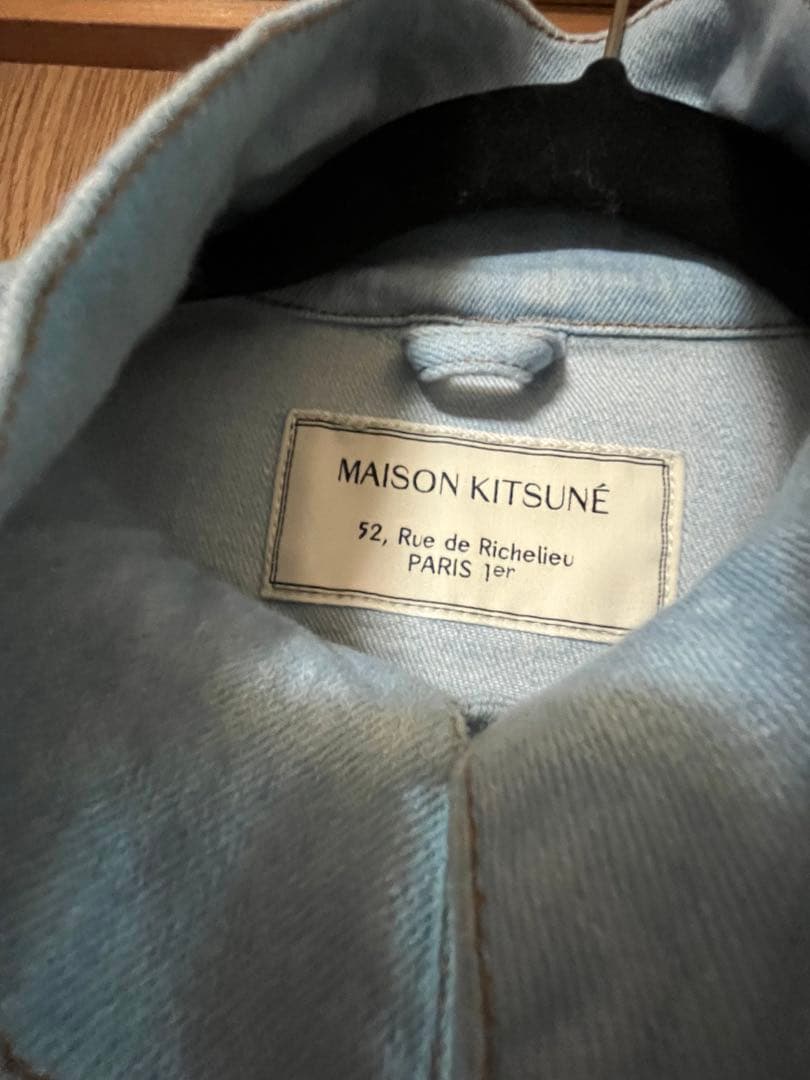 MAISON KITSUNÉ
52, Rue de Richelieu
PARIS 1er